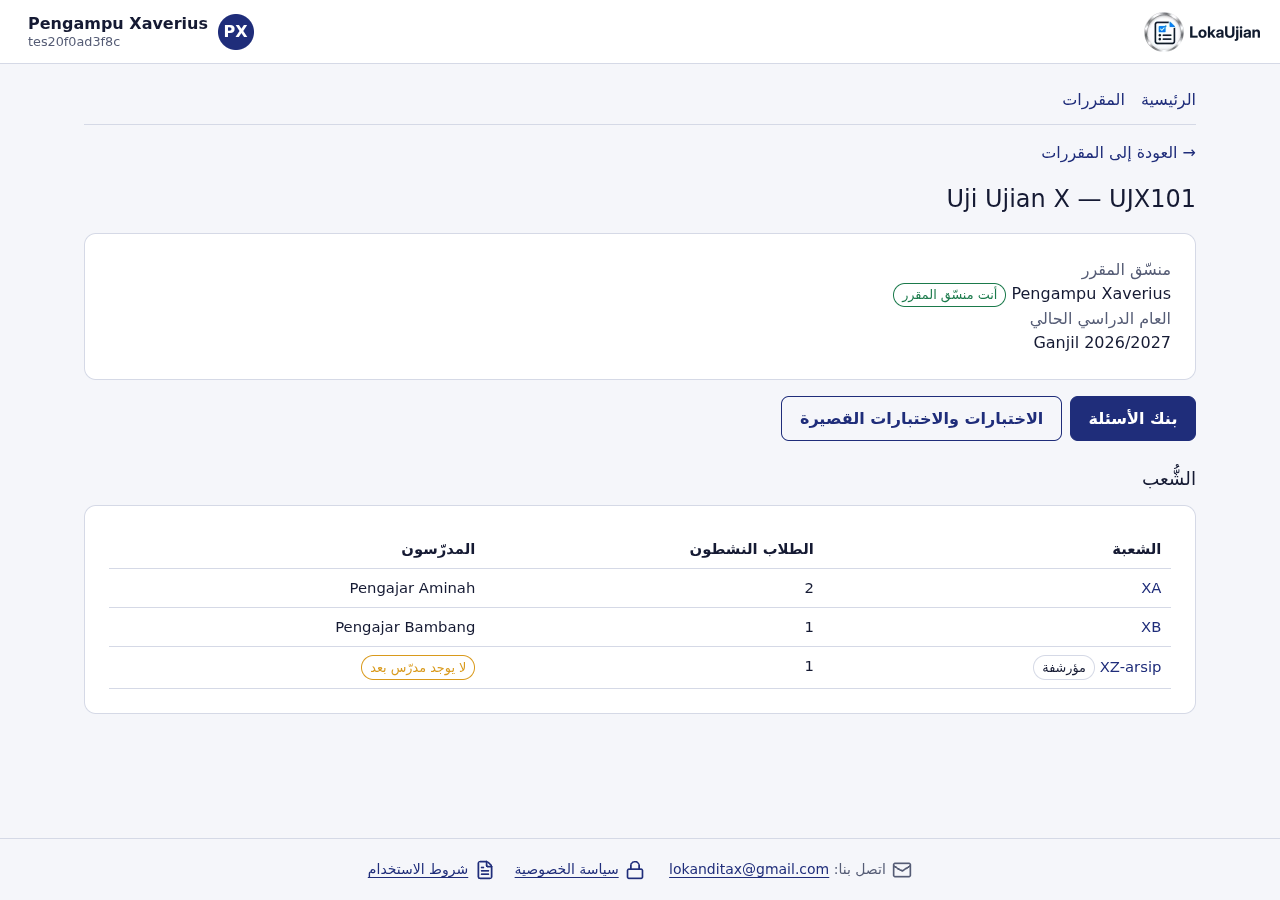 LokaUjian
PX Pengampu Xaverius
tes20f0ad3f8c
الرئيسية المقررات
→ العودة إلى المقررات
Uji Ujian X — UJX101
منسّق المقرر
Pengampu Xaverius أنت منسّق المقرر
العام الدراسي الحالي
Ganjil 2026/2027
بنك الأسئلة الاختبارات والاختبارات القصيرة
الشُّعب
الشعبة الطلاب النشطون المدرّسون
XA 2 Pengajar Aminah
XB 1 Pengajar Bambang
XZ-arsip مؤرشفة 1 لا يوجد مدرّس بعد
اتصل بنا: lokanditax@gmail.com سياسة الخصوصية شروط الاستخدام